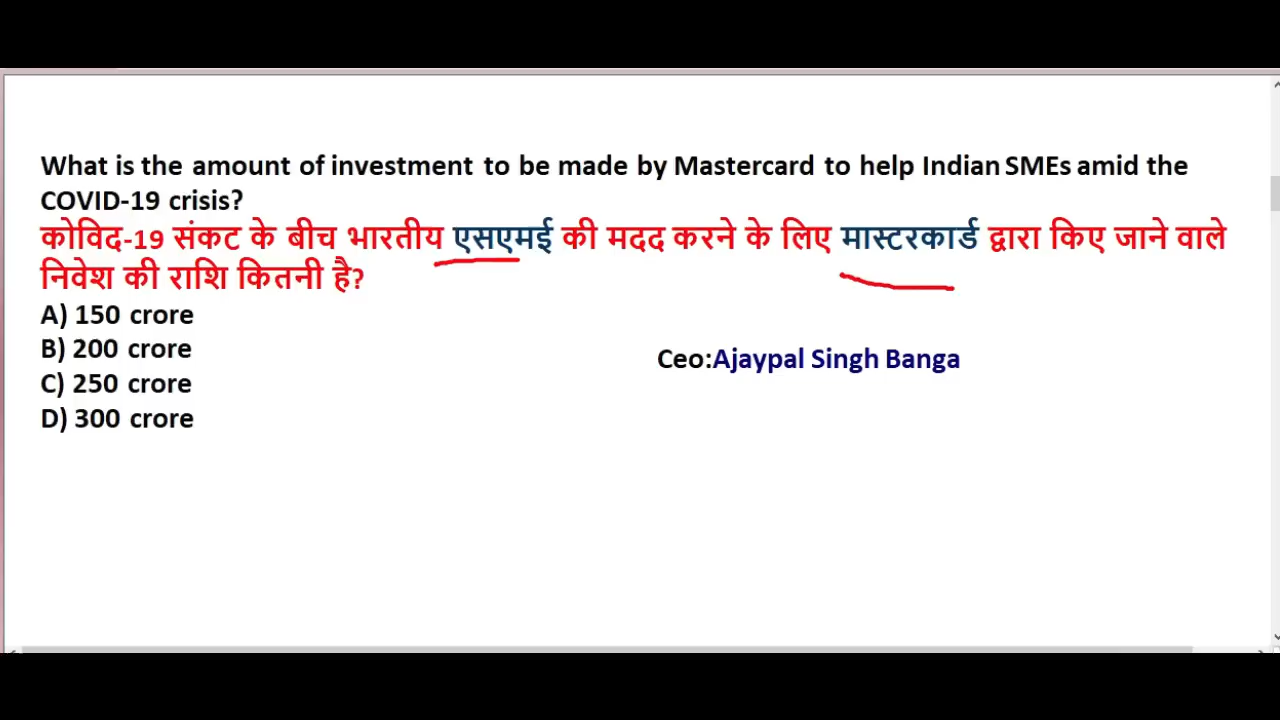 What is the amount of investment to be made by Mastercard to help Indian SMEs amid the
COVID-19 crisis?
कोविद-19 संकट के बीच भारतीय एसएमई की मदद करने के लिए मास्टरकार्ड द्वारा किए जाने वाले
निवेश की राशि कितनी है?
A) 150 crore
B) 200 crore
Ceo:Ajaypal Singh Banga
C) 250 crore
D) 300 crore